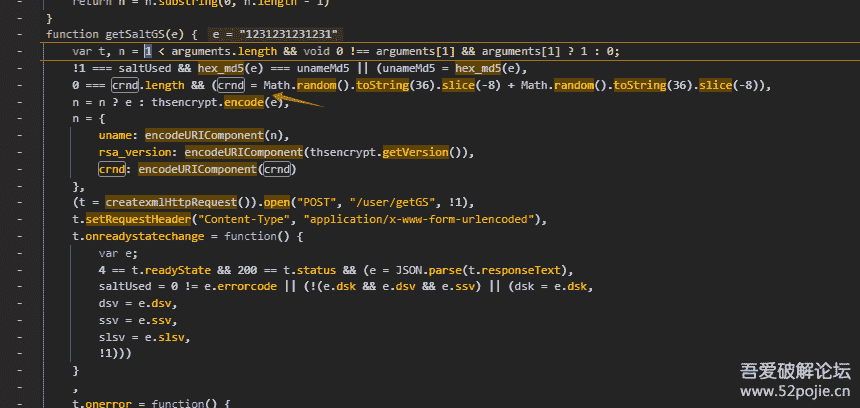 return n = n.substring(0, n.length - 1)
}
function getSaltGS(e) { e = "1231231231231"
var t, n = 1 < arguments.length && void 0 !== arguments[1] && arguments[1] ? 1 : 0;
!1 === saltUsed && hex_md5(e) === unameMd5 || (unameMd5 = hex_md5(e),
0 === crnd.length && (crnd = Math.random().toString(36).slice(-8) + Math.random().toString(36).slice(-8)),
n = n ? e : thsencrypt.encode(e),
n = {
uname: encodeURIComponent(n),
rsa_version: encodeURIComponent(thsencrypt.getVersion()),
crnd: encodeURIComponent(crnd)
},
(t = createxmlHttpRequest()).open("POST", "/user/getGS", !1),
t.setRequestHeader("Content-Type", "application/x-www-form-urlencoded"),
t.onreadystatechange = function() {
var e;
4 == t.readyState && 200 == t.status && (e = JSON.parse(t.responseText),
saltUsed = 0 != e.errorcode || (!(e.dsk && e.dsv && e.ssv) || (dsk = e.dsk,
dsv = e.dsv,
ssv = e.ssv,
slsv = e.slsv,
!1)))
}
,
t.onerror = function() {
吾爱破解论坛
www.52pojie.cn